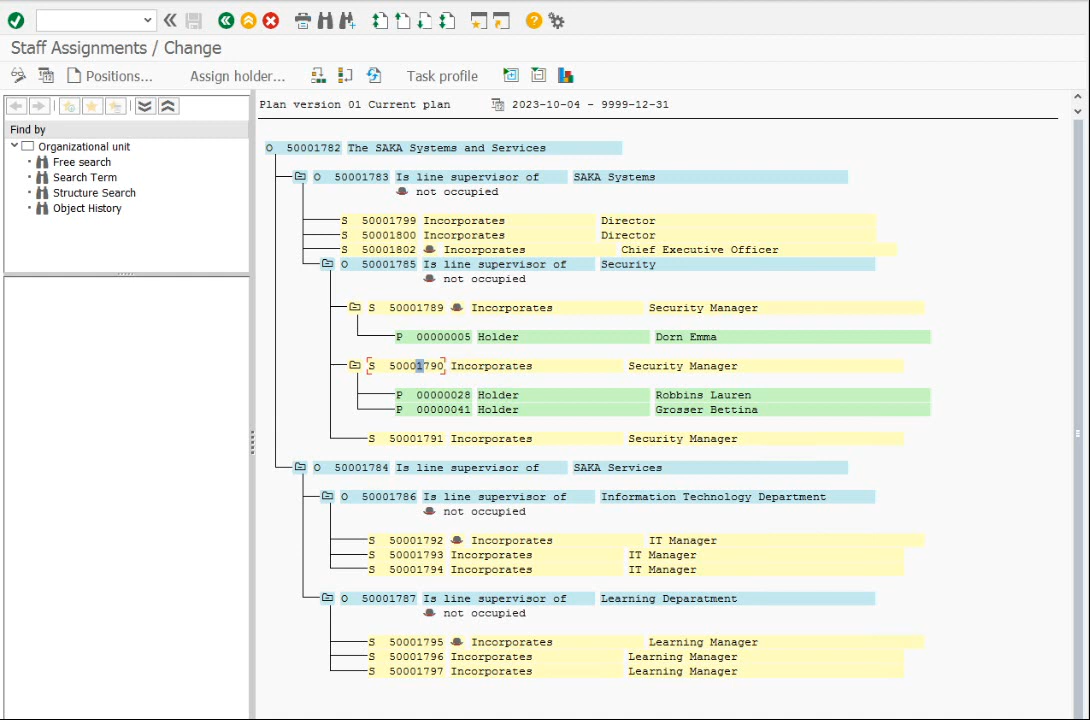 Staff Assignments / Change
Positions... Assign holder... Task profile
Find by
Organizational unit
Free search
Search Term
Structure Search
Object History
Plan version 01 Current plan 2023-10-04 - 9999-12-31
O 50001782 The SAKA Systems and Services
O 50001783 Is line supervisor of SAKA Systems
not occupied
S 50001799 Incorporates Director
S 50001800 Incorporates Director
S 50001802 Incorporates Chief Executive Officer
O 50001785 Is line supervisor of Security
not occupied
S 50001789 Incorporates Security Manager
P 00000005 Holder Dorn Emma
S 50001790 Incorporates Security Manager
P 00000028 Holder Robbins Lauren
P 00000041 Holder Grosser Bettina
S 50001791 Incorporates Security Manager
O 50001784 Is line supervisor of SAKA Services
O 50001786 Is line supervisor of Information Technology Department
not occupied
S 50001792 Incorporates IT Manager
S 50001793 Incorporates IT Manager
S 50001794 Incorporates IT Manager
O 50001787 Is line supervisor of Learning Deparatment
not occupied
S 50001795 Incorporates Learning Manager
S 50001796 Incorporates Learning Manager
S 50001797 Incorporates Learning Manager